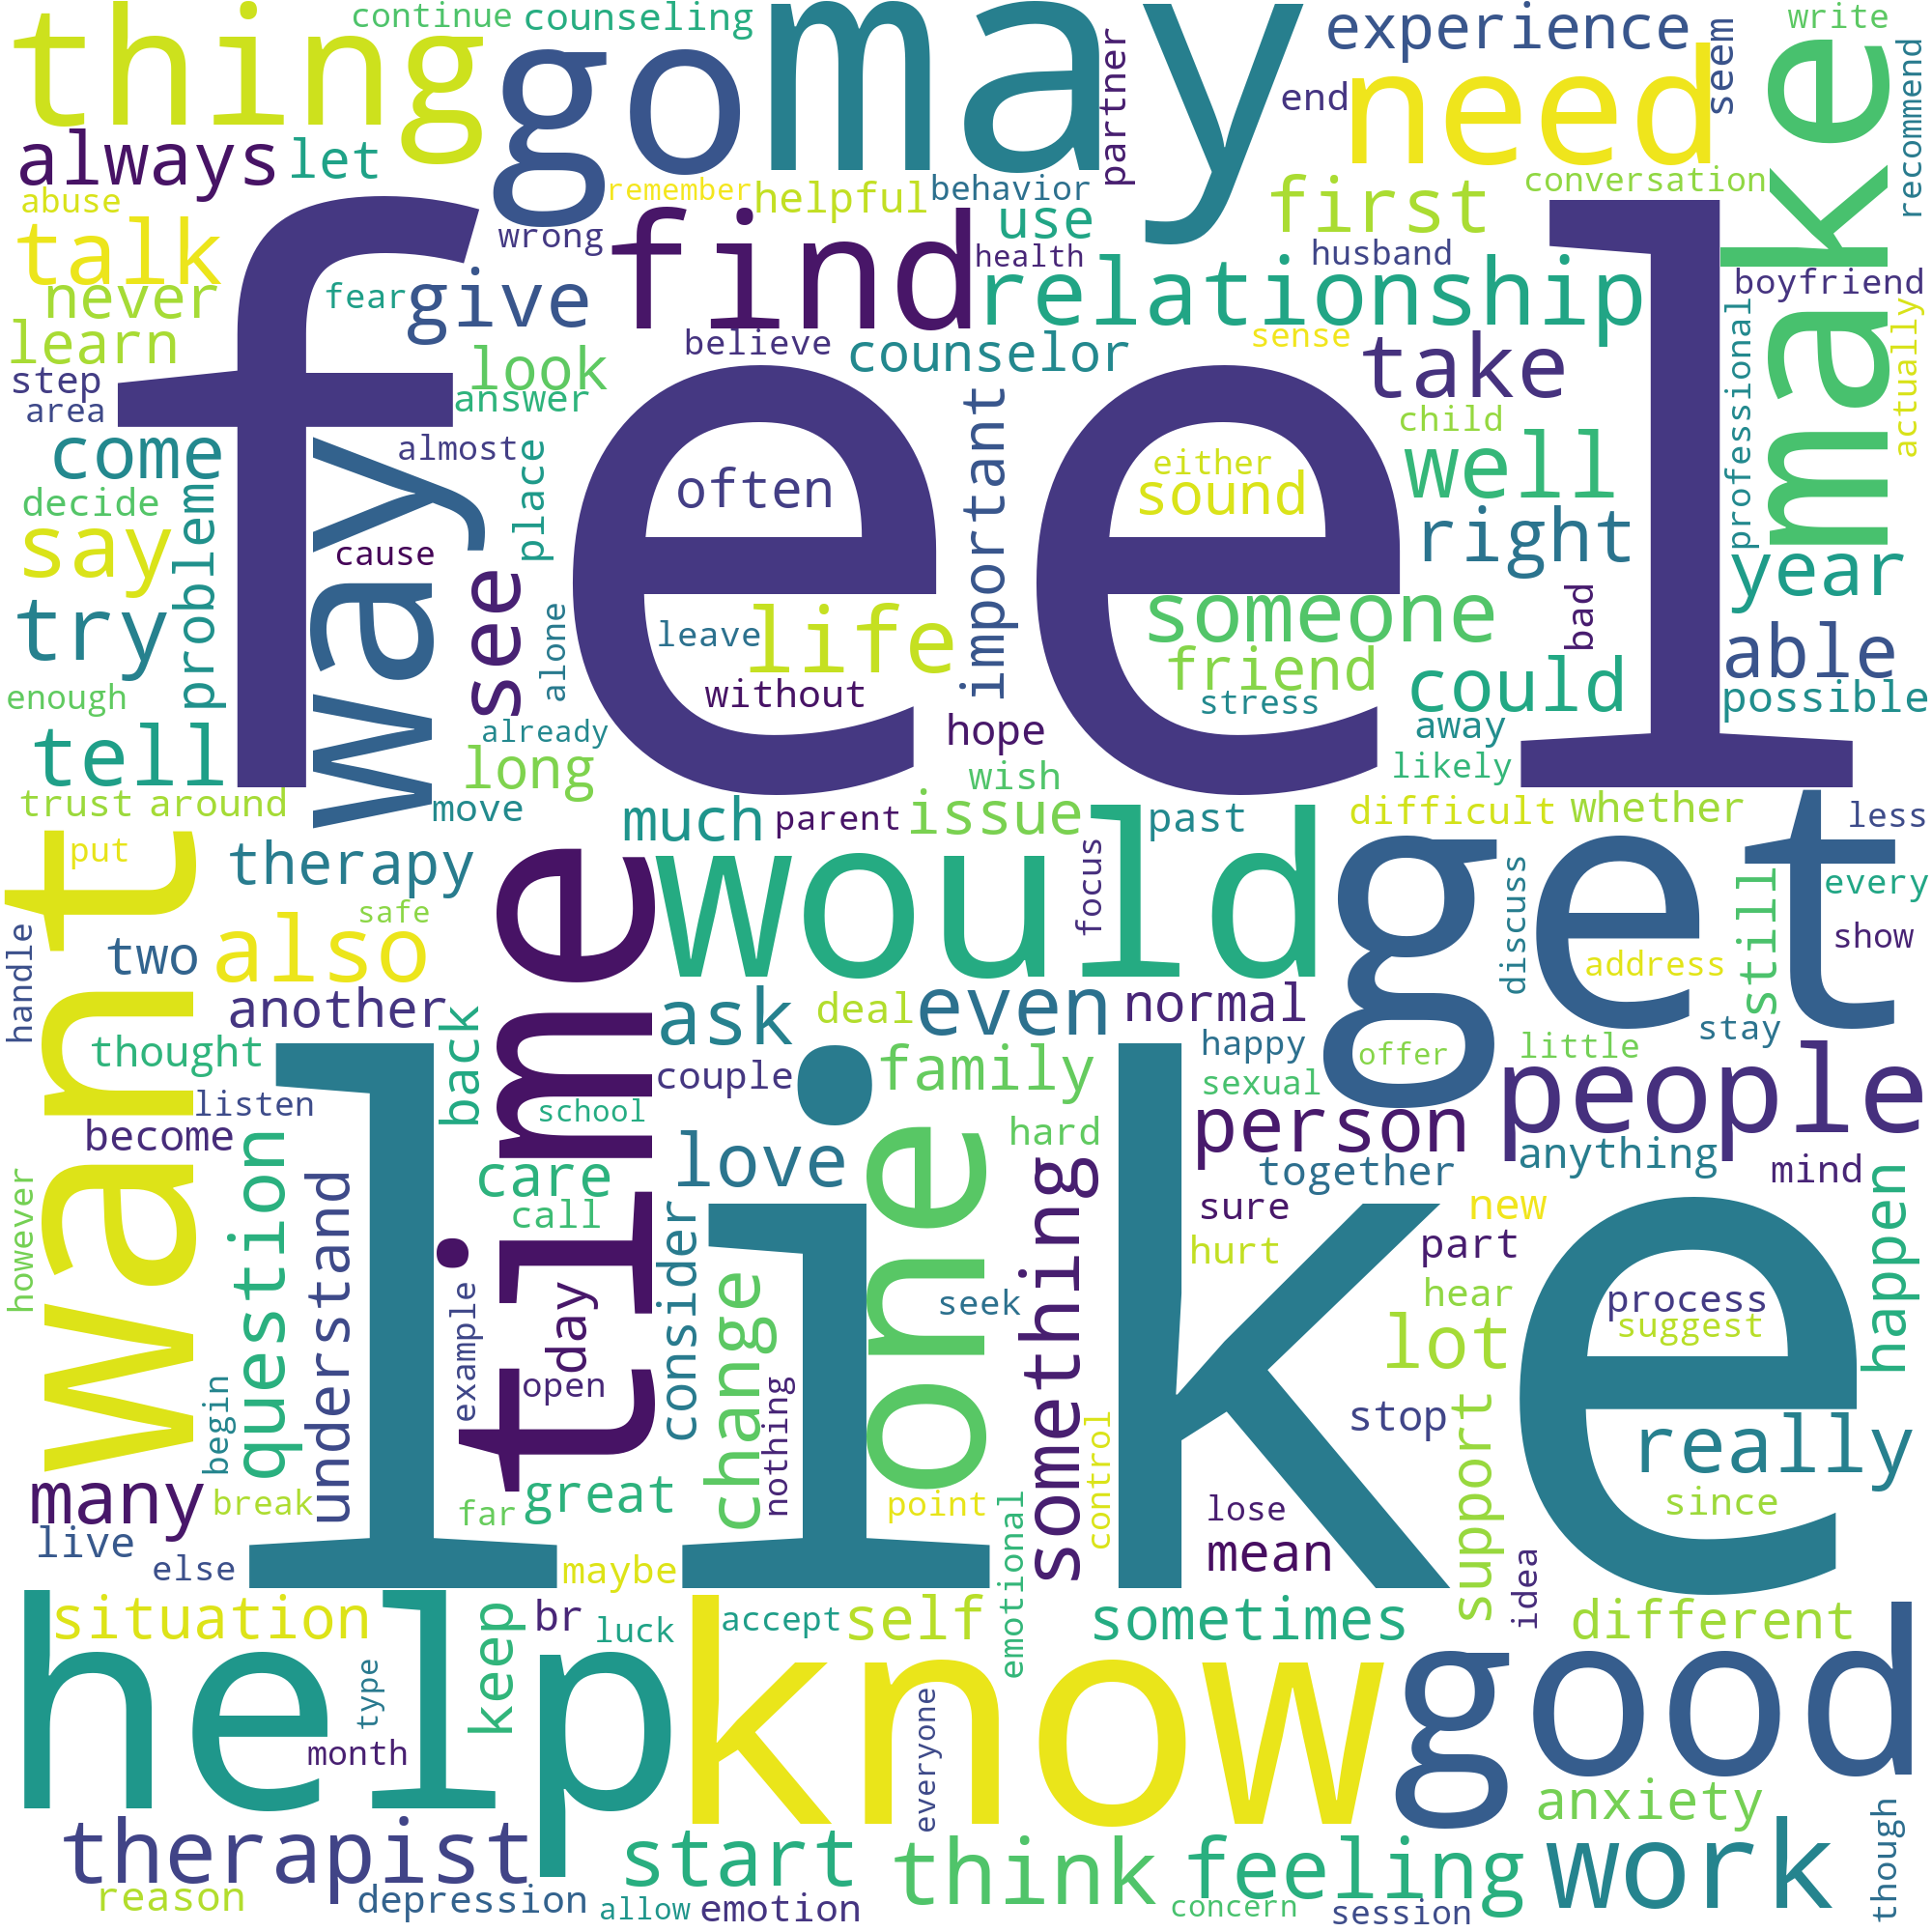 thing
go
may
continue
counseling
partner
experience
end
need
seem
write
make
recommend
always
let
abuse
remember
helpful
behavior
first
conversation
talk
feel
wrong
find
use
health
husband
relationship
boyfriend
never
fear
give
learn
look
believe
counselor
sense
take
professional
actually
step
area
answer
important
child
come
way
almost
place
often
either
sound
well
decide
say
problem
cause
see
right
year
try
alone
leave
life
someone
bad
able
friend
could
without
enough
stress
possible
tell
already
hope
away
long
wish
likely
trust
around
move
much
parent
issue
past
difficult
whether
less
want
put
therapy
time
would
focus
get
discuss
still
every
safe
handle
two
also
show
address
another
back
ask
deal
even
normal
stay
thought
like
couple
family
happy
offer
little
people
listen
school
sexual
become
love
one
hard
person
anything
question
understand
care
something
together
mind
happen
however
call
consider
sure
new
hurt
part
example
day
change
seek
hear
process
suggest
begin
open
nothing
lot
control
stop
support
really
many
break
far
great
point
lose
since
live
else
maybe
emotional
mean
idea
help
situation
keep
br
luck
accept
self
know
sometimes
different
good
type
month
everyone
anxiety
therapist
start
think
feeling
work
though
reason
depression
allow
emotion
concern
session